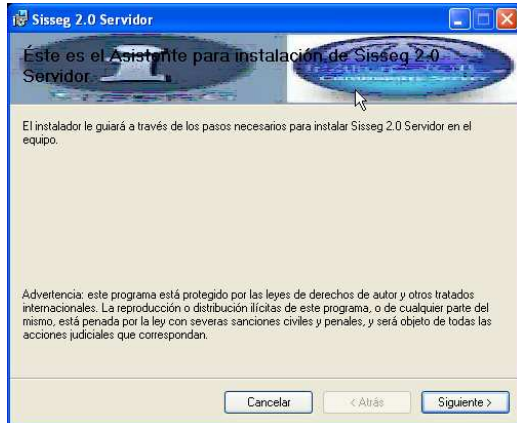 Sisseg 2.0 Servidor
Éste es el Asistente para instalación de Sisseg 2.0
Servidor
El instalador le guiará a través de los pasos necesarios para instalar Sisseg 2.0 Servidor en el
equipo.
Advertencia: este programa está protegido por las leyes de derechos de autor y otros tratados
internacionales. La reproducción o distribución ilícitas de este programa, o de cualquier parte del
mismo, está penada por la ley con severas sanciones civiles y penales, y será objeto de todas las
acciones judiciales que correspondan.
Cancelar
< Atrás
Siguiente >